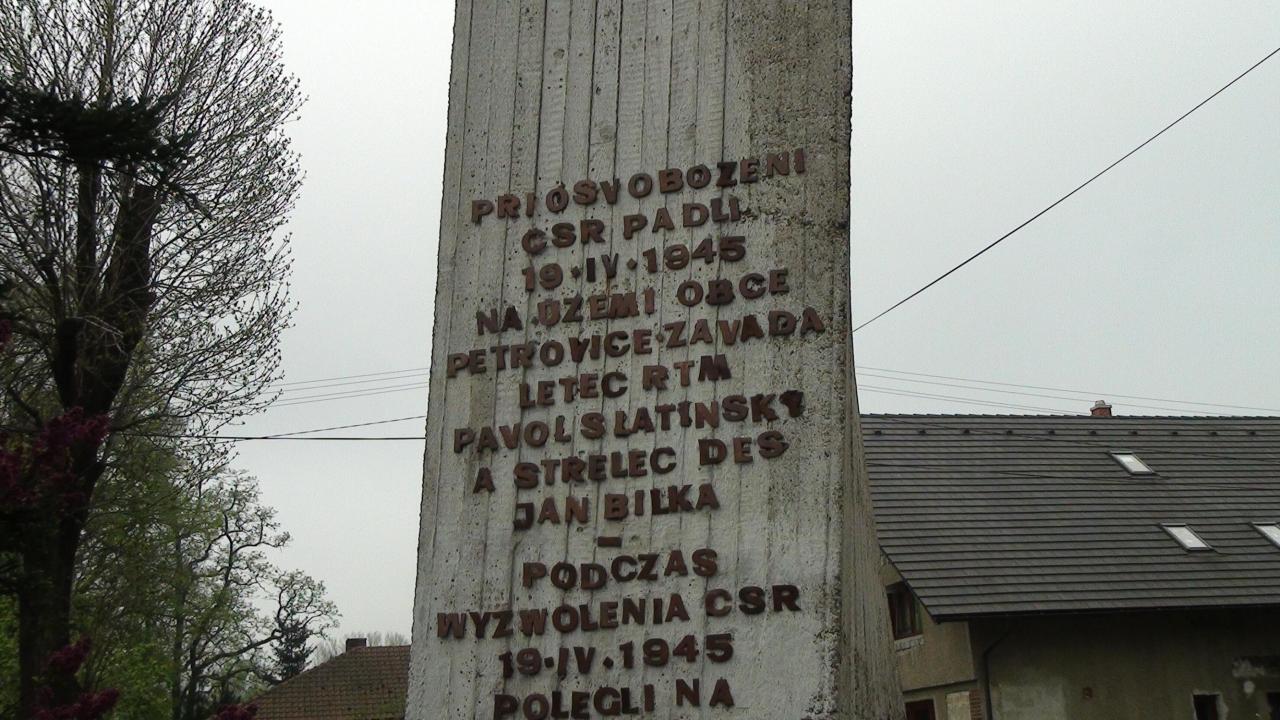 PRI OSVOBOZENI
CSR PADLI
19·IV·1945
NA UZEMI OBCE
PETROVICE·ZAVADA
LETEC RTM
PAVOL SLATINSKY
A STRELEC DES
JAN BILKA
–
PODCZAS
WYZWOLENIA CSR
19·IV·1945
POLEGLI NA